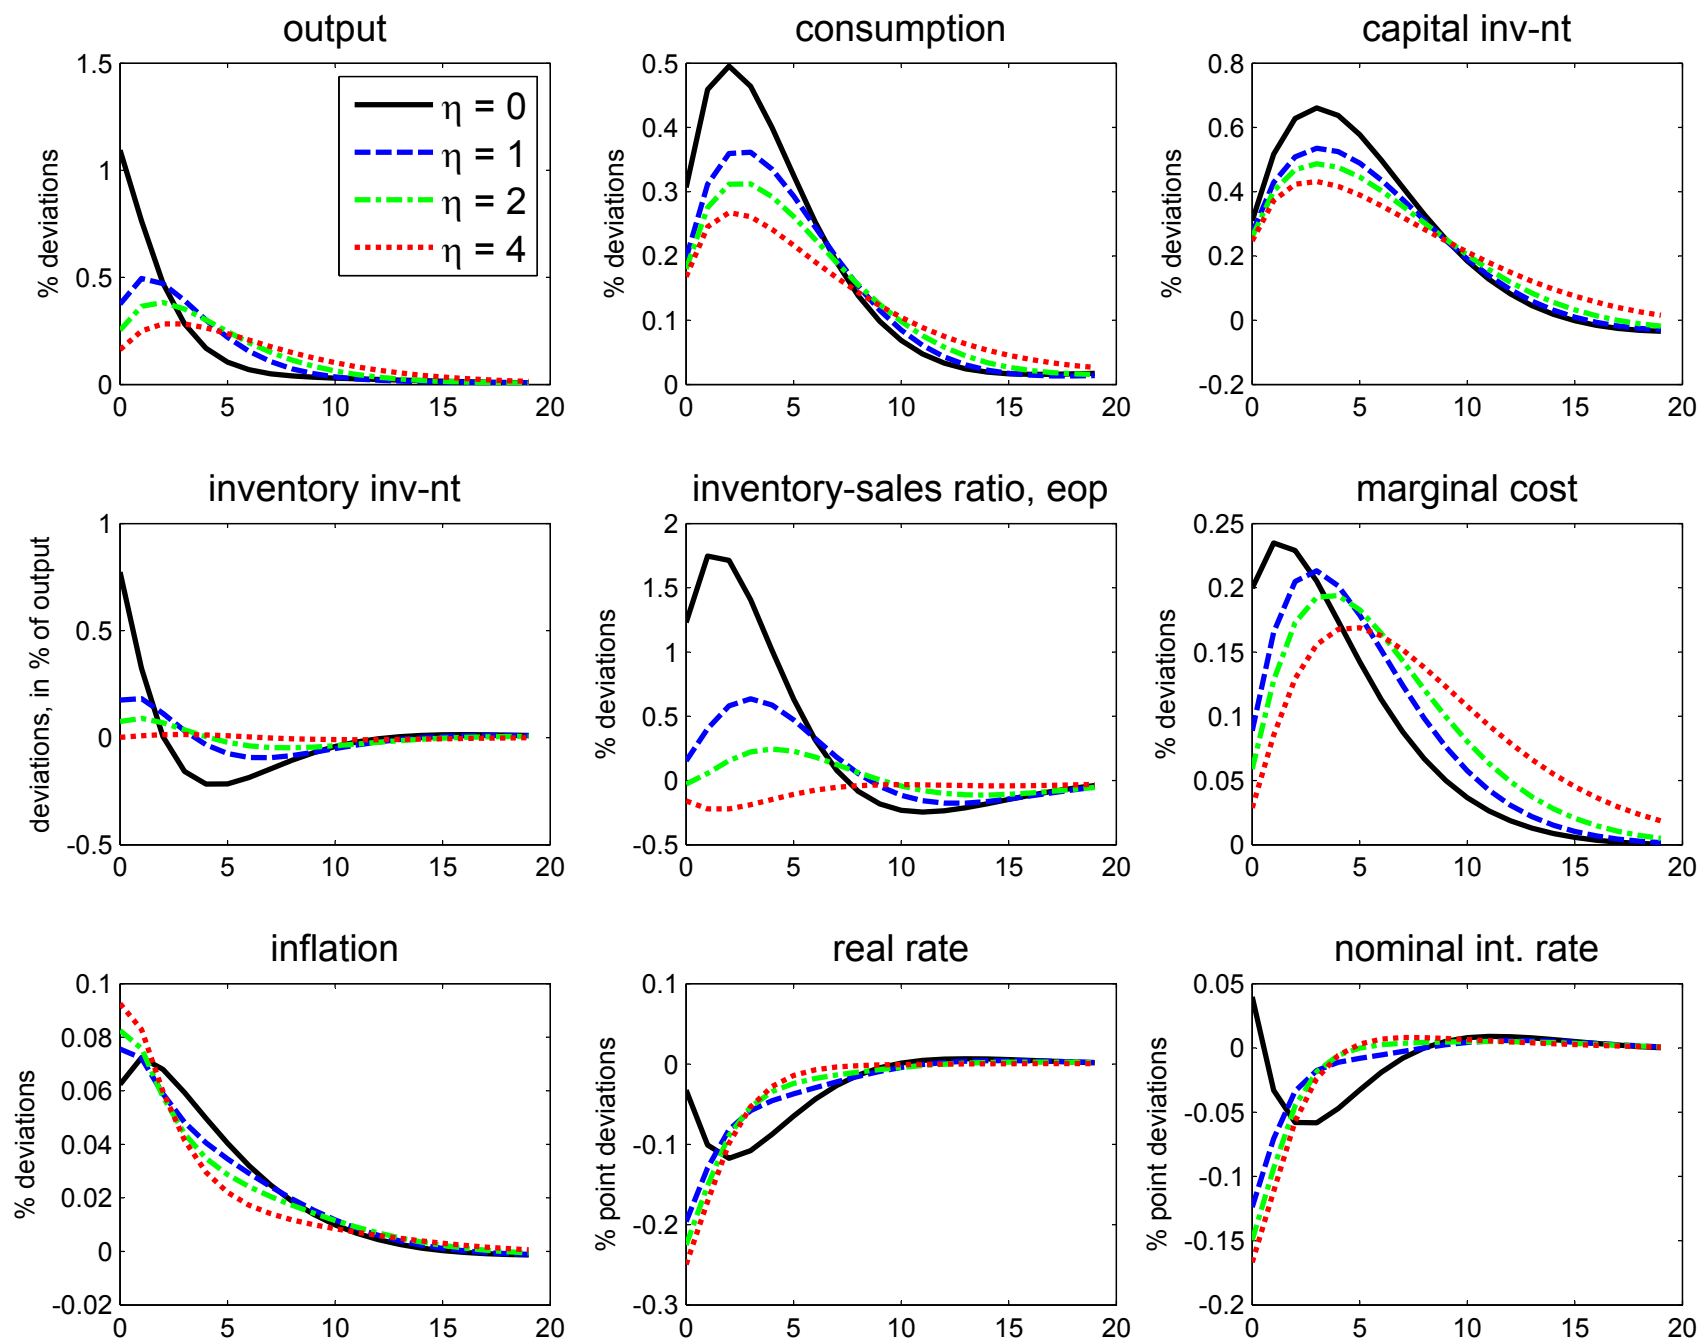 output
% deviations
1.5
1
0.5
0
0 5 10 15 20
η = 0
η = 1
η = 2
η = 4
consumption
% deviations
0.5
0.4
0.3
0.2
0.1
0
0 5 10 15 20
capital inv-nt
% deviations
0.8
0.6
0.4
0.2
0
-0.2
0 5 10 15 20
inventory inv-nt
deviations, in % of output
1
0.5
0
-0.5
0 5 10 15 20
inventory-sales ratio, eop
% deviations
2
1.5
1
0.5
0
-0.5
0 5 10 15 20
marginal cost
% deviations
0.25
0.2
0.15
0.1
0.05
0
0 5 10 15 20
inflation
% deviations
0.1
0.08
0.06
0.04
0.02
0
-0.02
0 5 10 15 20
real rate
% point deviations
0.1
0
-0.1
-0.2
-0.3
0 5 10 15 20
nominal int. rate
% point deviations
0.05
0
-0.05
-0.1
-0.15
-0.2
0 5 10 15 20